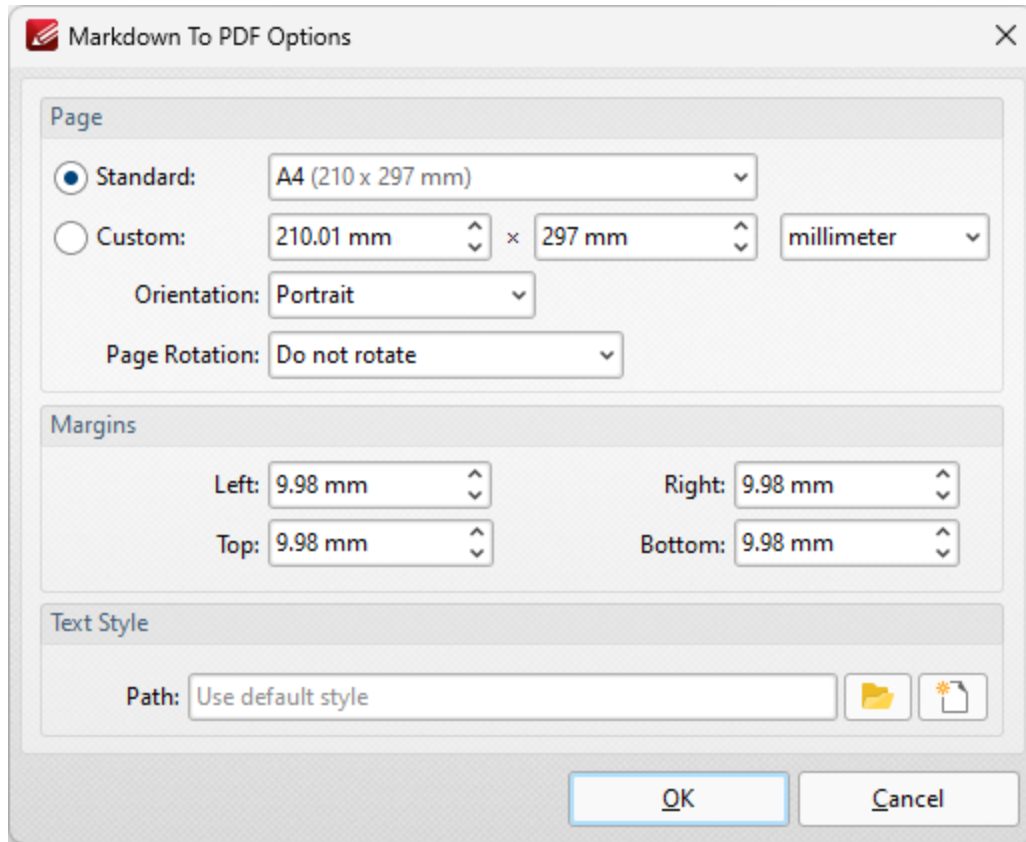 Markdown To PDF Options
Page
Standard: A4 (210 x 297 mm)
Custom: 210.01 mm × 297 mm millimeter
Orientation: Portrait
Page Rotation: Do not rotate
Margins
Left: 9.98 mm Right: 9.98 mm
Top: 9.98 mm Bottom: 9.98 mm
Text Style
Path: Use default style
OK Cancel